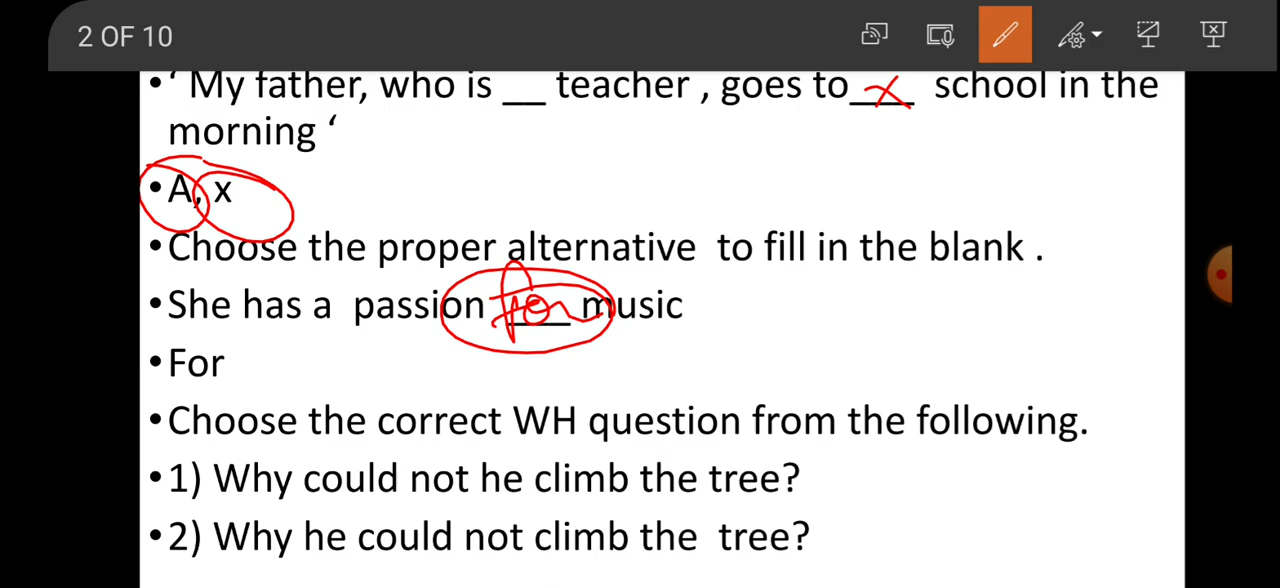 2 OF 10
• ‘ My father, who is __ teacher , goes to x school in the
morning ‘
• A, x
• Choose the proper alternative to fill in the blank .
• She has a passion for music
• For
• Choose the correct WH question from the following.
• 1) Why could not he climb the tree?
• 2) Why he could not climb the tree?